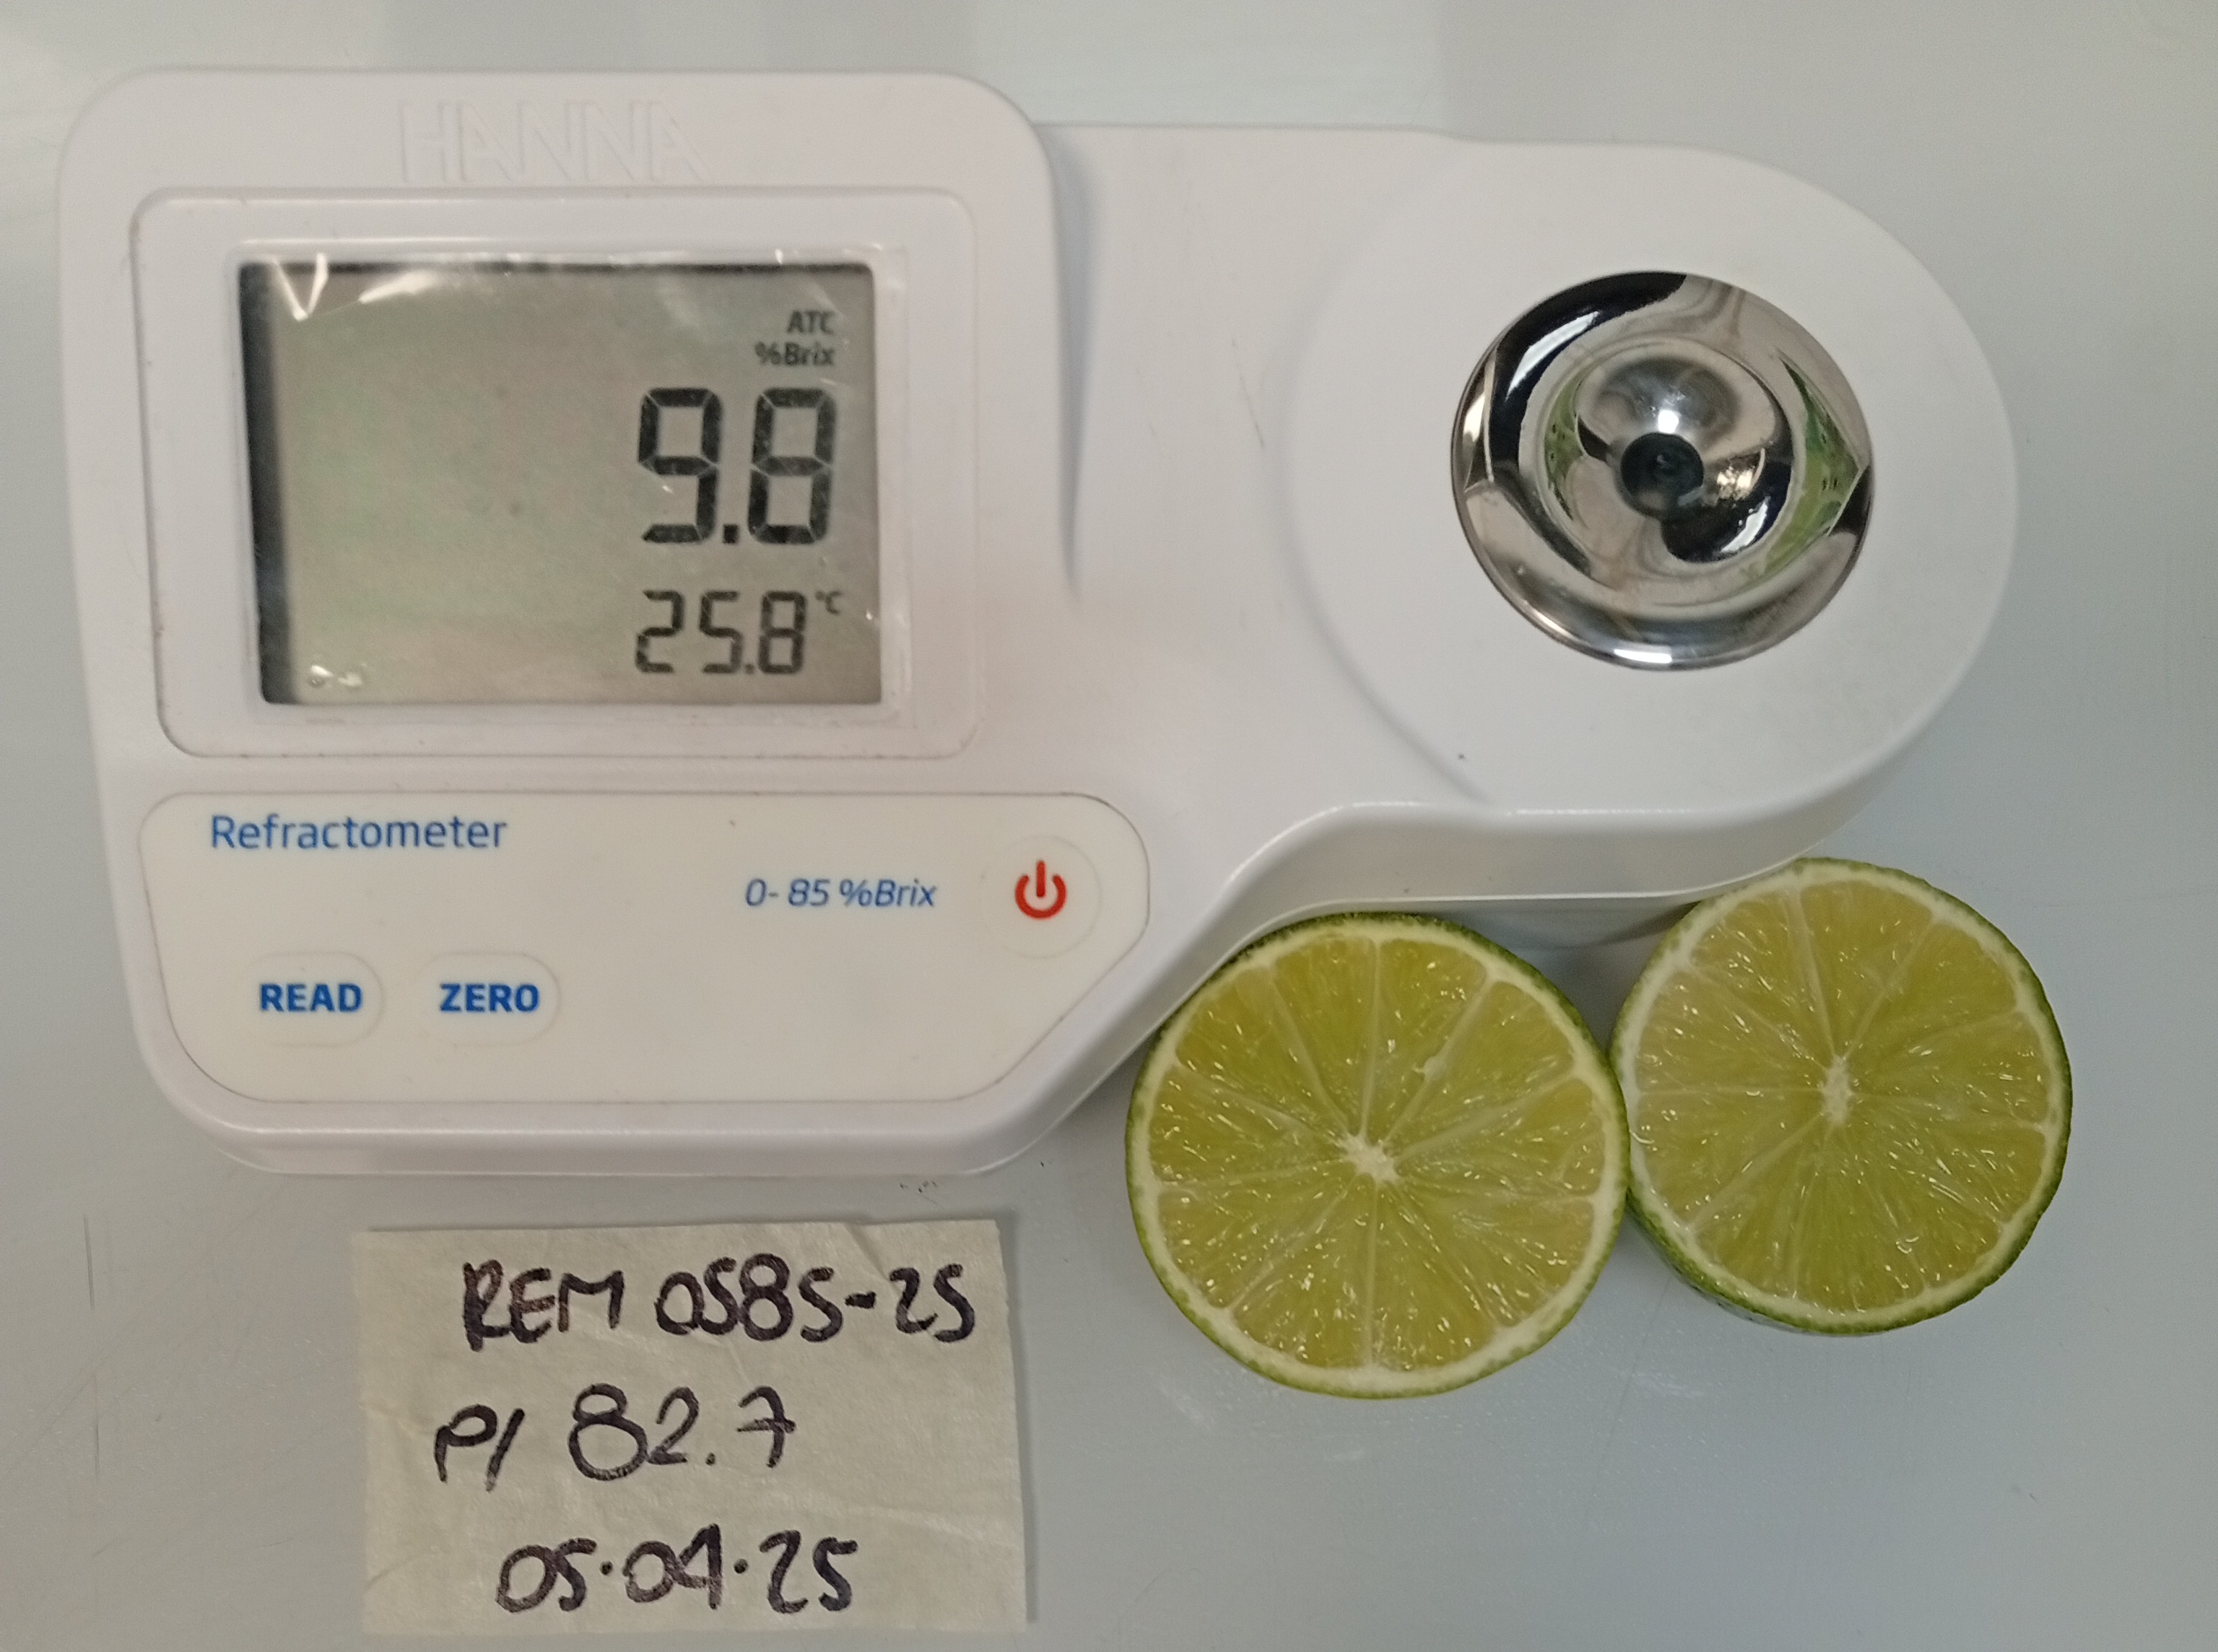 HANNA
ATC
%Brix
9.8
25.8 °C
Refractometer
0- 85 %Brix
READ ZERO
REM 0585-25
P/ 82.7
05.04.25